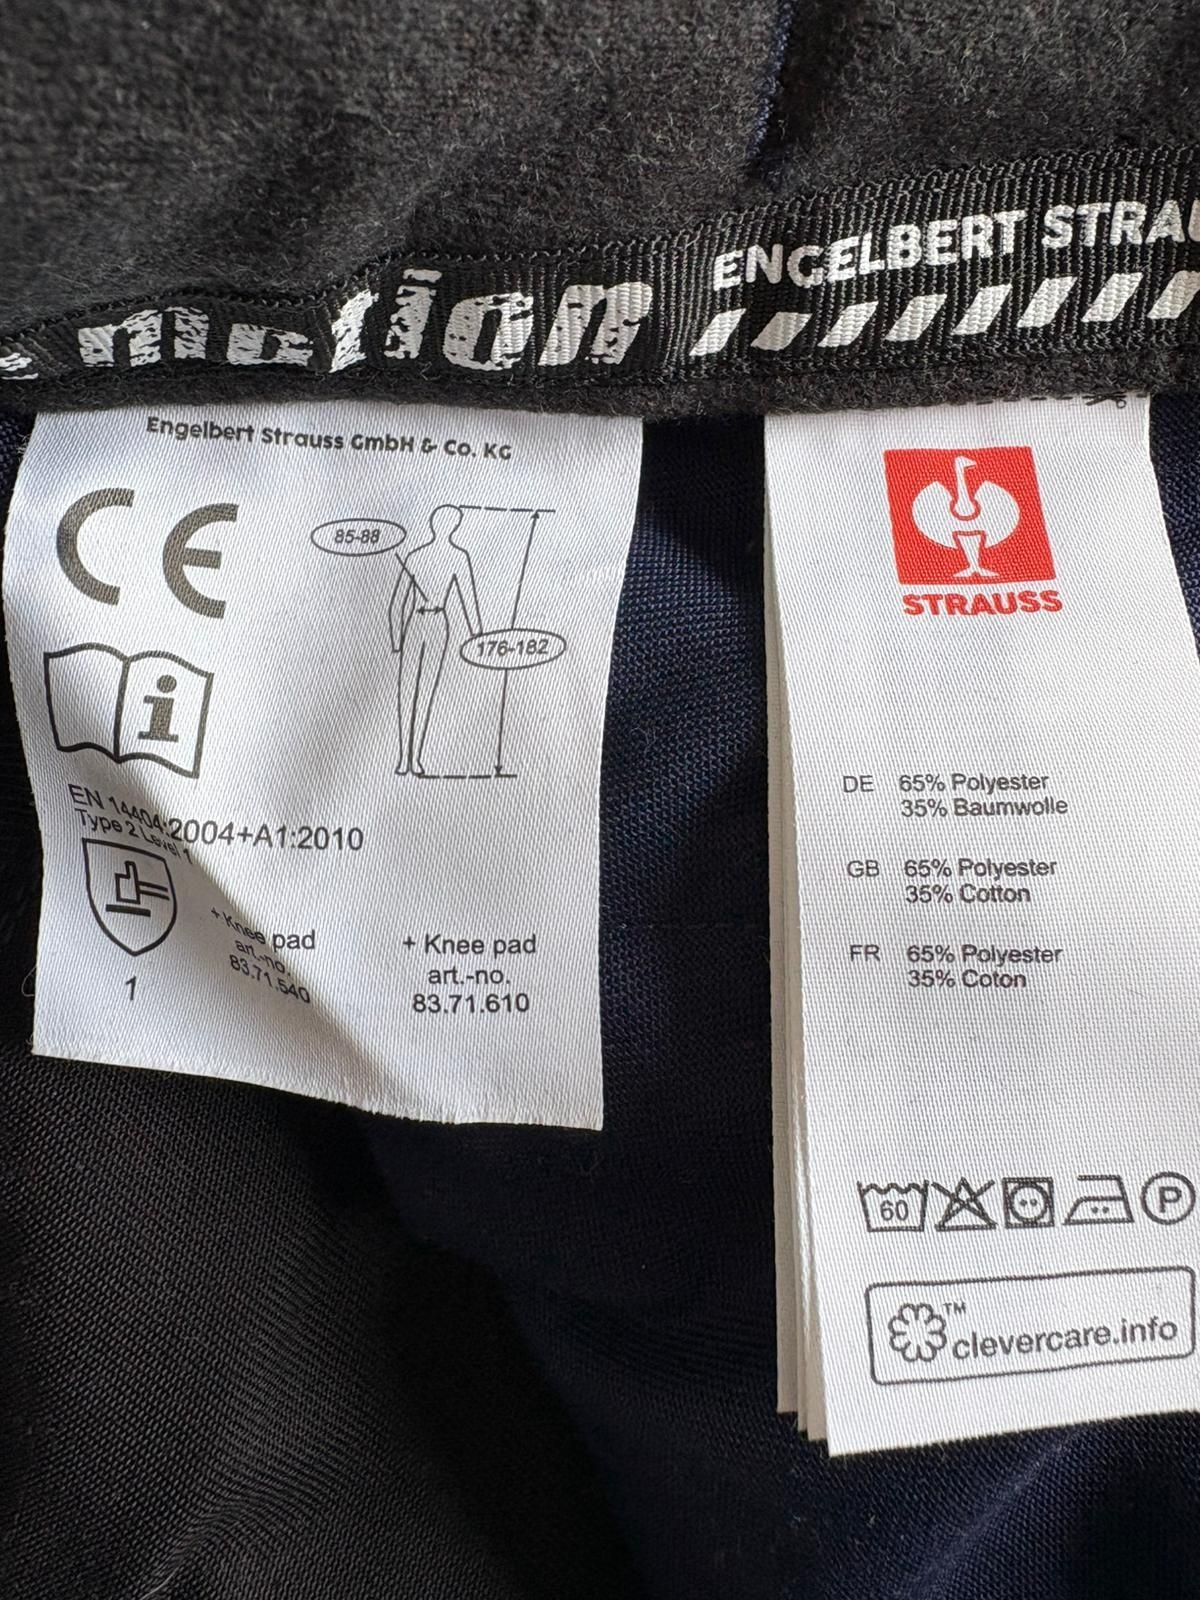 motion
ENGELBERT STRAU
Engelbert Strauss GmbH & Co. KG
CE
85-88
176-182
i
EN 14404:2004+A1:2010
Type 2 Level 1
1
+ Knee pad
art.-no.
83.71.540
+ Knee pad
art.-no.
83.71.610
STRAUSS
DE 65% Polyester
35% Baumwolle
GB 65% Polyester
35% Cotton
FR 65% Polyester
35% Coton
60
P
™
clevercare.info